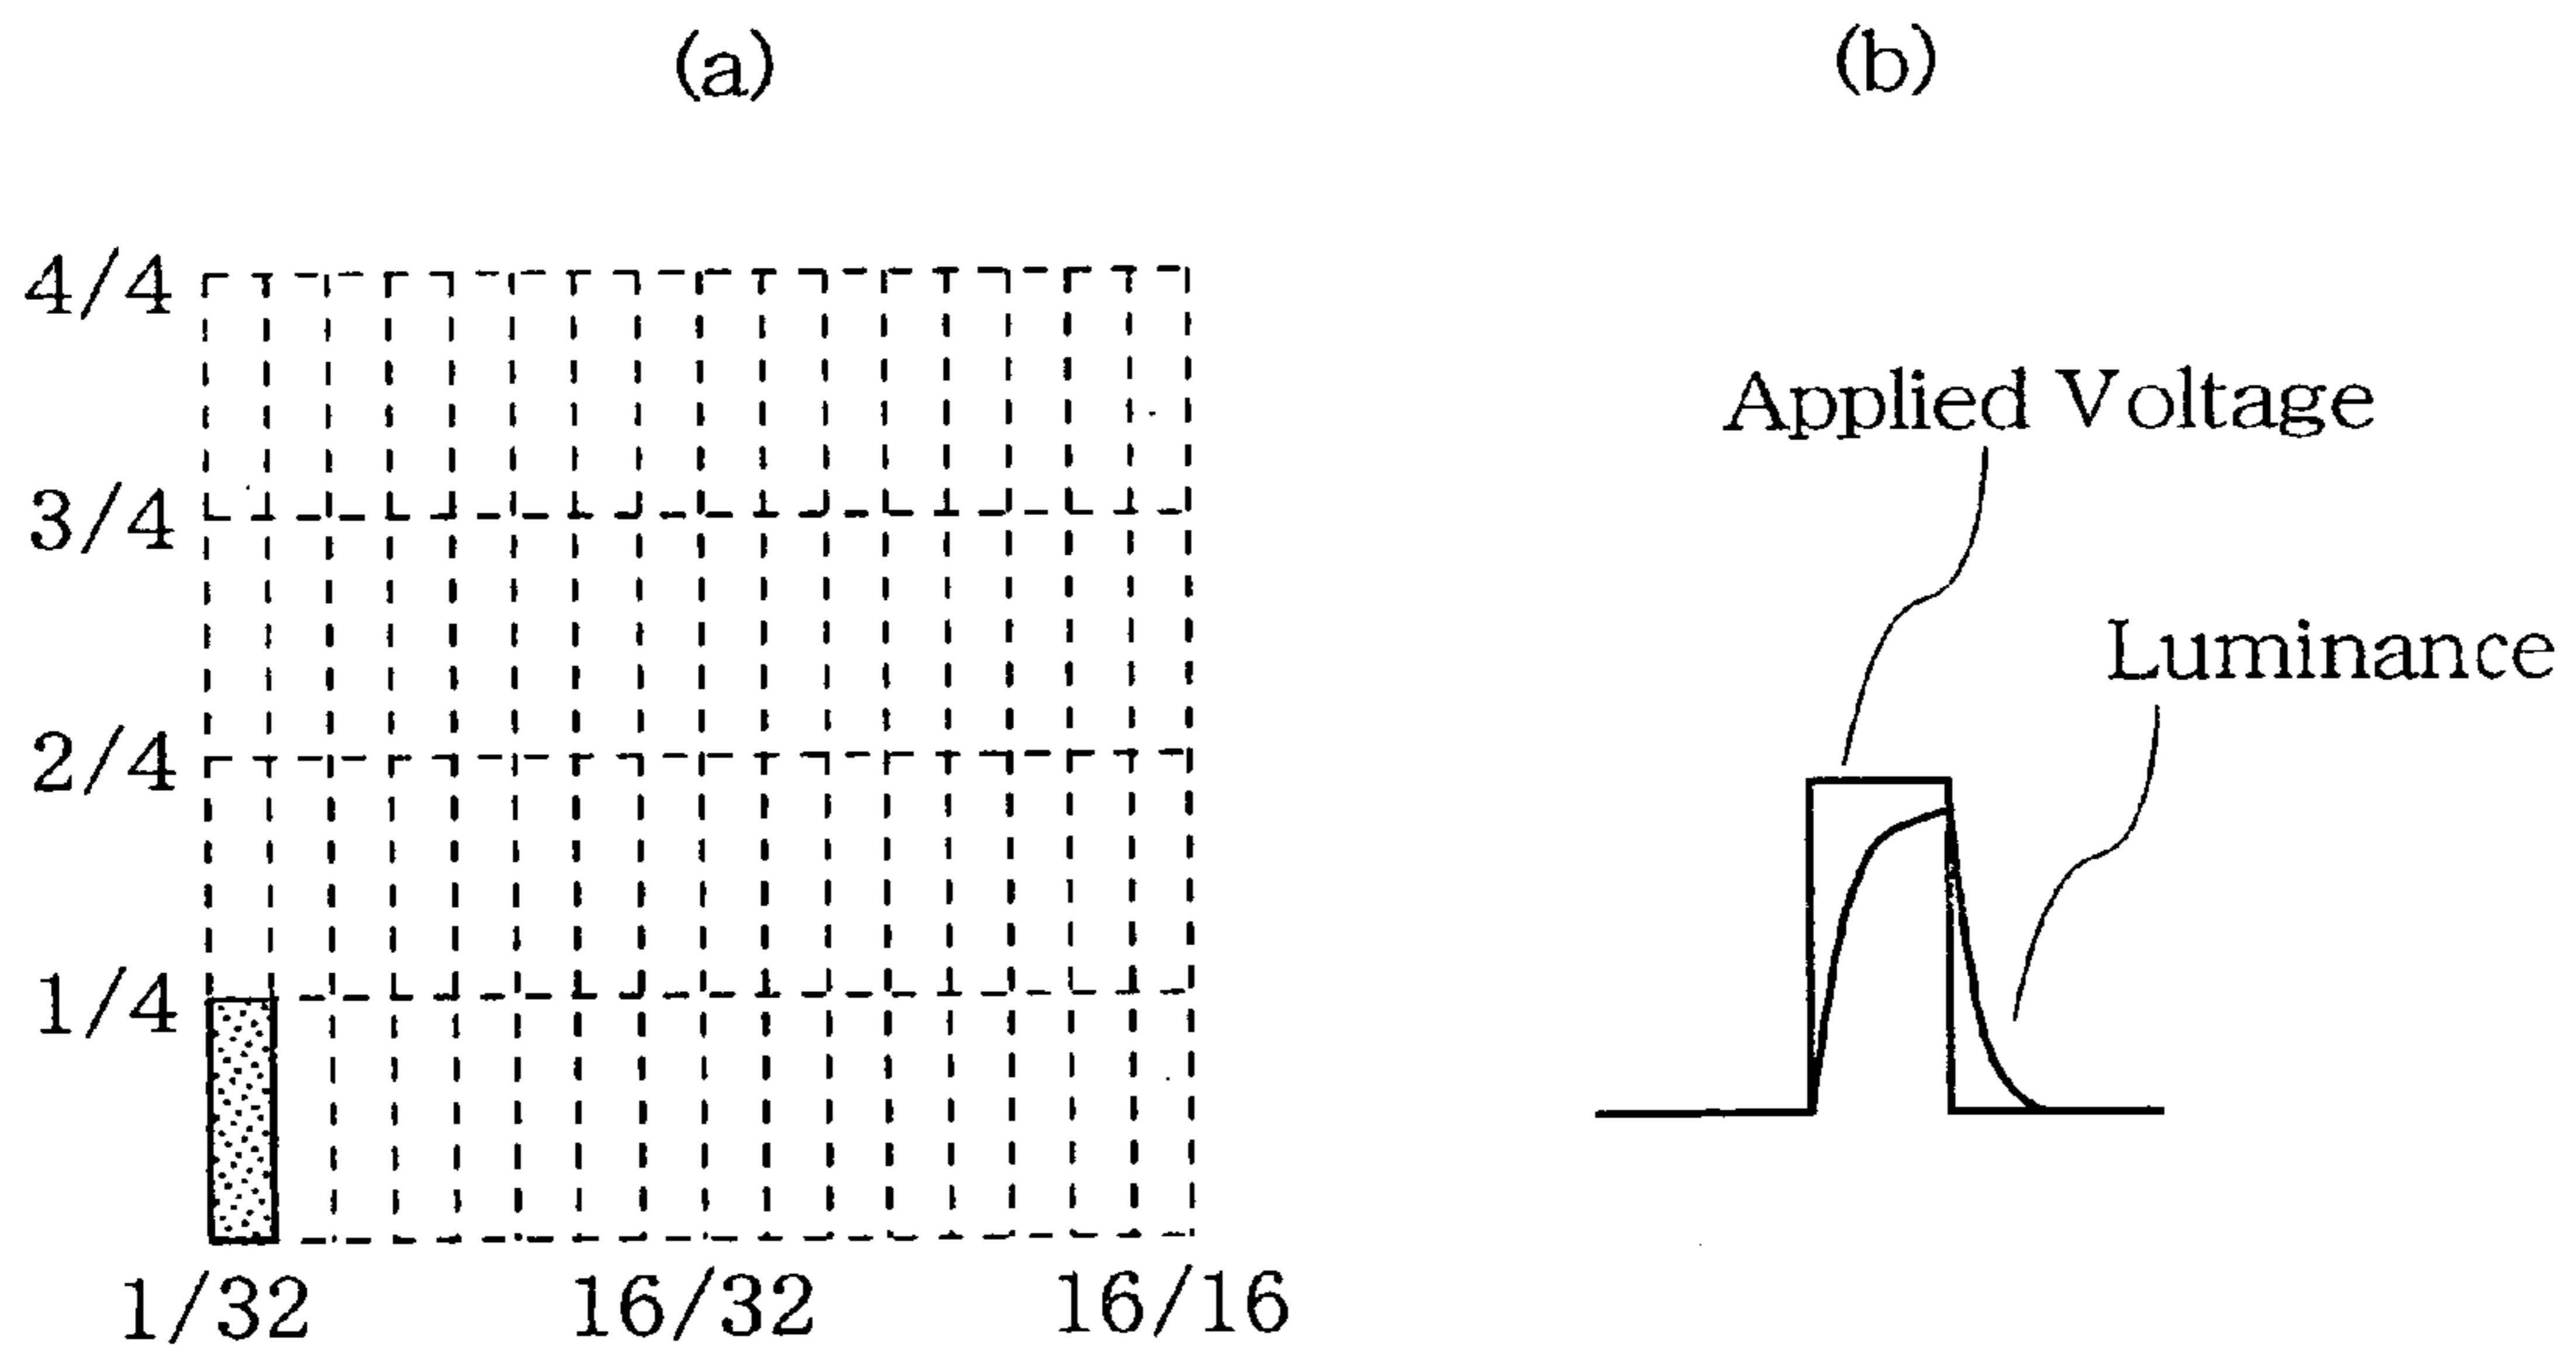 (a)
(b)
4/4
3/4
2/4
1/4
1/32
16/32
16/16
Applied Voltage
Luminance